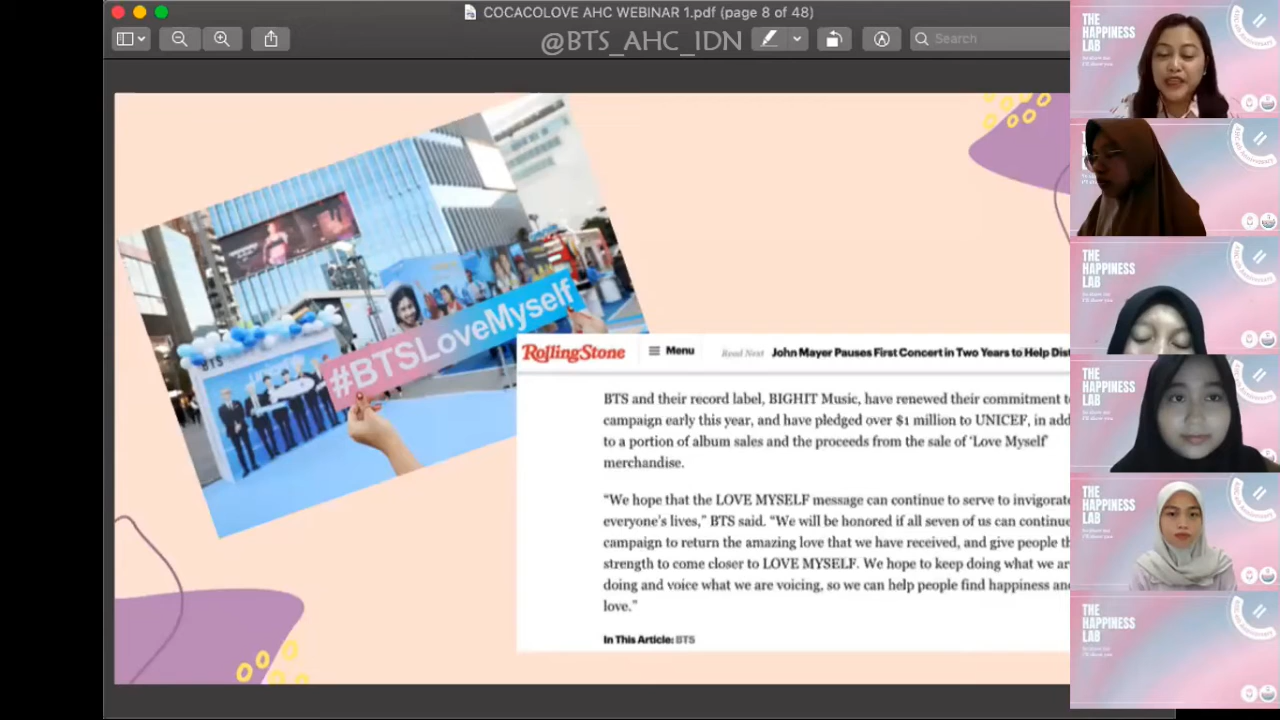 COCACOLOVE AHC WEBINAR 1.pdf (page 8 of 48)
@BTS_AHC_IDN
Search
BTS
#BTSLoveMyself
RollingStone
Menu
Read Next
John Mayer Pauses First Concert in Two Years to Help Dist
BTS and their record label, BIGHIT Music, have renewed their commitment t
campaign early this year, and have pledged over $1 million to UNICEF, in add
to a portion of album sales and the proceeds from the sale of ‘Love Myself’
merchandise.
“We hope that the LOVE MYSELF message can continue to serve to invigorate
everyone’s lives,” BTS said. “We will be honored if all seven of us can continue
campaign to return the amazing love that we have received, and give people th
strength to come closer to LOVE MYSELF. We hope to keep doing what we ar
doing and voice what we are voicing, so we can help people find happiness an
love.”
In This Article: BTS
THE
HAPPINESS
LAB
THE
HAPPINESS
LAB
THE
HAPPINESS
LAB
THE
HAPPINESS
LAB
THE
HAPPINESS
LAB